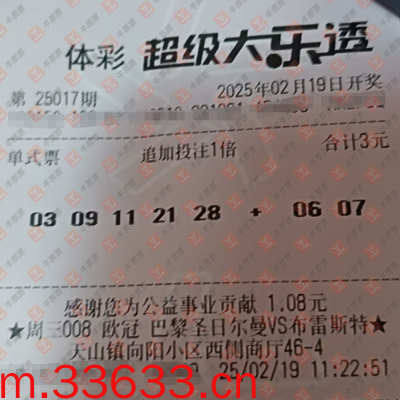 体彩 超级大乐透
第 25017期 2025年02月19日开奖
单式票 追加投注1倍 合计3元
03 09 11 21 28 + 06 07
感谢您为公益事业贡献 1.08元
★周三008 欧冠 巴黎圣日尔曼VS布雷斯特★
天山镇向阳小区西侧商厅46-4
25/02/19 11:22:51
m.33633.cn